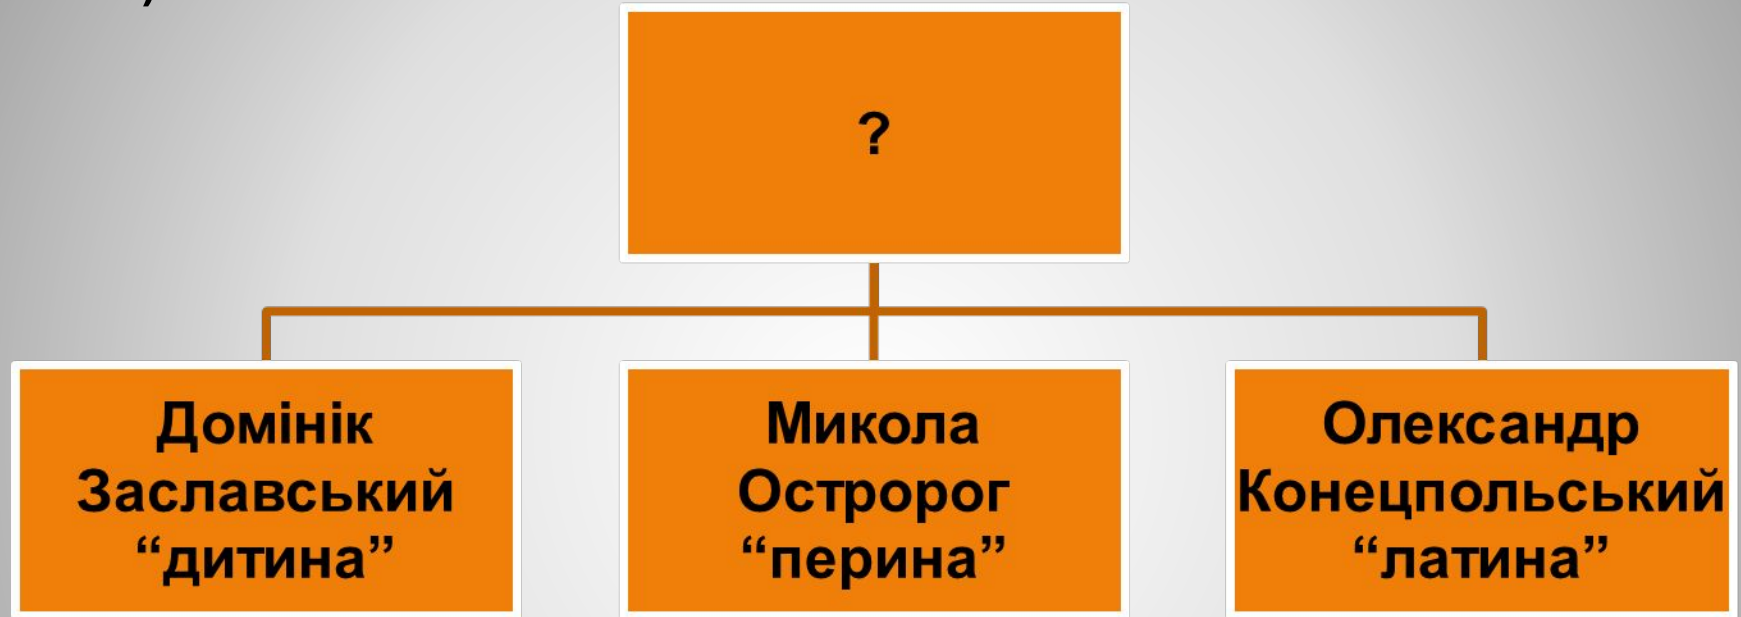 ?
Домінік
Заславський
“дитина”
Микола
Остророг
“перина”
Олександр
Конецпольський
“латина”